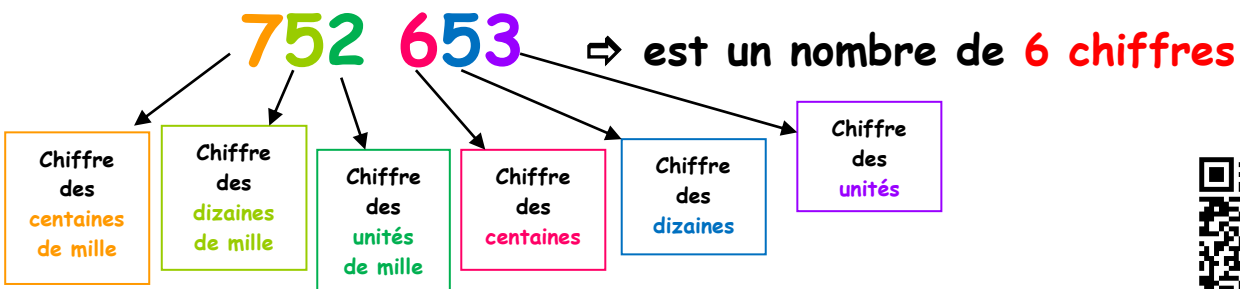 752 653 ⇨ est un nombre de 6 chiffres
Chiffre
des
centaines
de mille
Chiffre
des
dizaines
de mille
Chiffre
des
unités
de mille
Chiffre
des
centaines
Chiffre
des
dizaines
Chiffre
des
unités